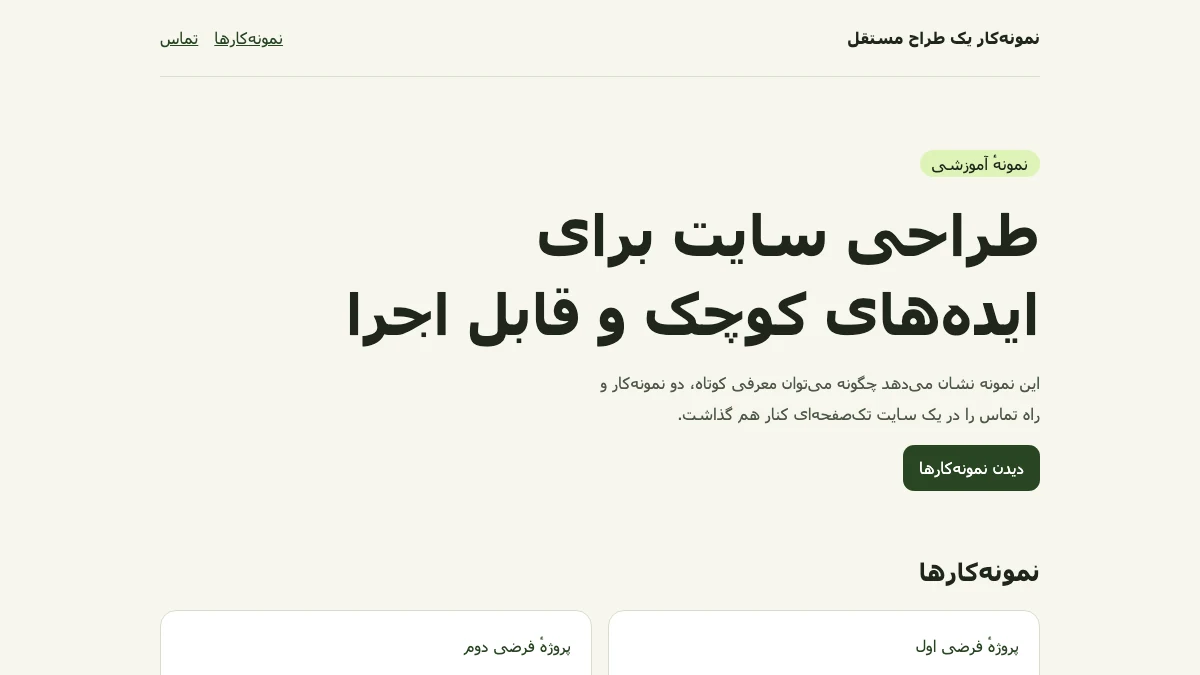 نمونه‌کار یک طراح مستقل
نمونه‌کارها
تماس
نمونهٔ آموزشی
طراحی سایت برای
ایده‌های کوچک و قابل اجرا
این نمونه نشان می‌دهد چگونه می‌توان معرفی کوتاه، دو نمونه‌کار و
راه تماس را در یک سایت تک‌صفحه‌ای کنار هم گذاشت.
دیدن نمونه‌کارها
نمونه‌کارها
پروژهٔ فرضی اول
پروژهٔ فرضی دوم